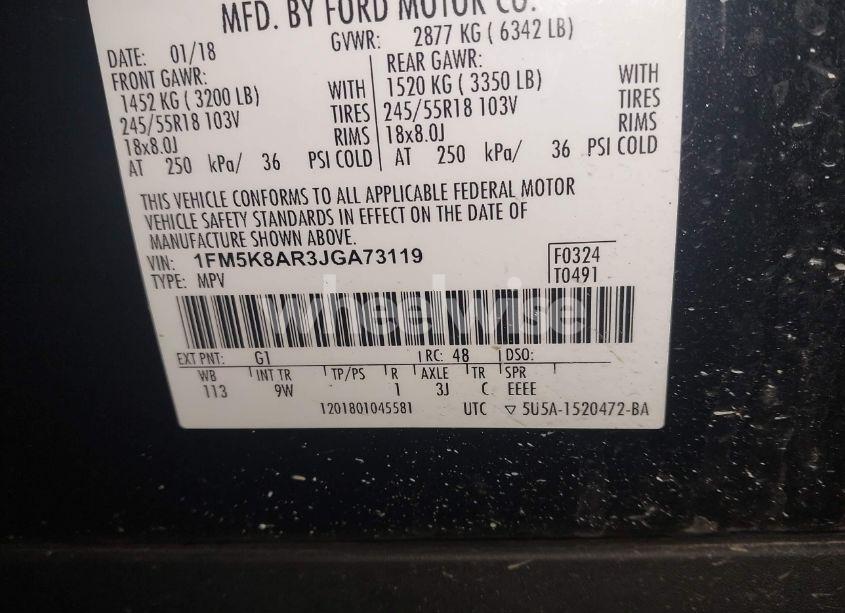 MFD. BY FORD MOTOR CO.
DATE: 01/18 GVWR: 2877 KG ( 6342 LB)
FRONT GAWR: REAR GAWR:
1452 KG ( 3200 LB) WITH 1520 KG ( 3350 LB) WITH
245/55R18 103V TIRES 245/55R18 103V TIRES
18x8.0J RIMS 18x8.0J RIMS
AT 250 kPa/ 36 PSI COLD AT 250 kPa/ 36 PSI COLD
THIS VEHICLE CONFORMS TO ALL APPLICABLE FEDERAL MOTOR
VEHICLE SAFETY STANDARDS IN EFFECT ON THE DATE OF
MANUFACTURE SHOWN ABOVE.
VIN: 1FM5K8AR3JGA73119 F0324
TYPE: MPV T0491
wheelwise
EXT PNT: G1 RC: 48 DSO:
WB INT TR TP/PS R AXLE TR SPR
113 9W 1 3J C EEEE
1201801045581 UTC ▽ 5U5A-1520472-BA